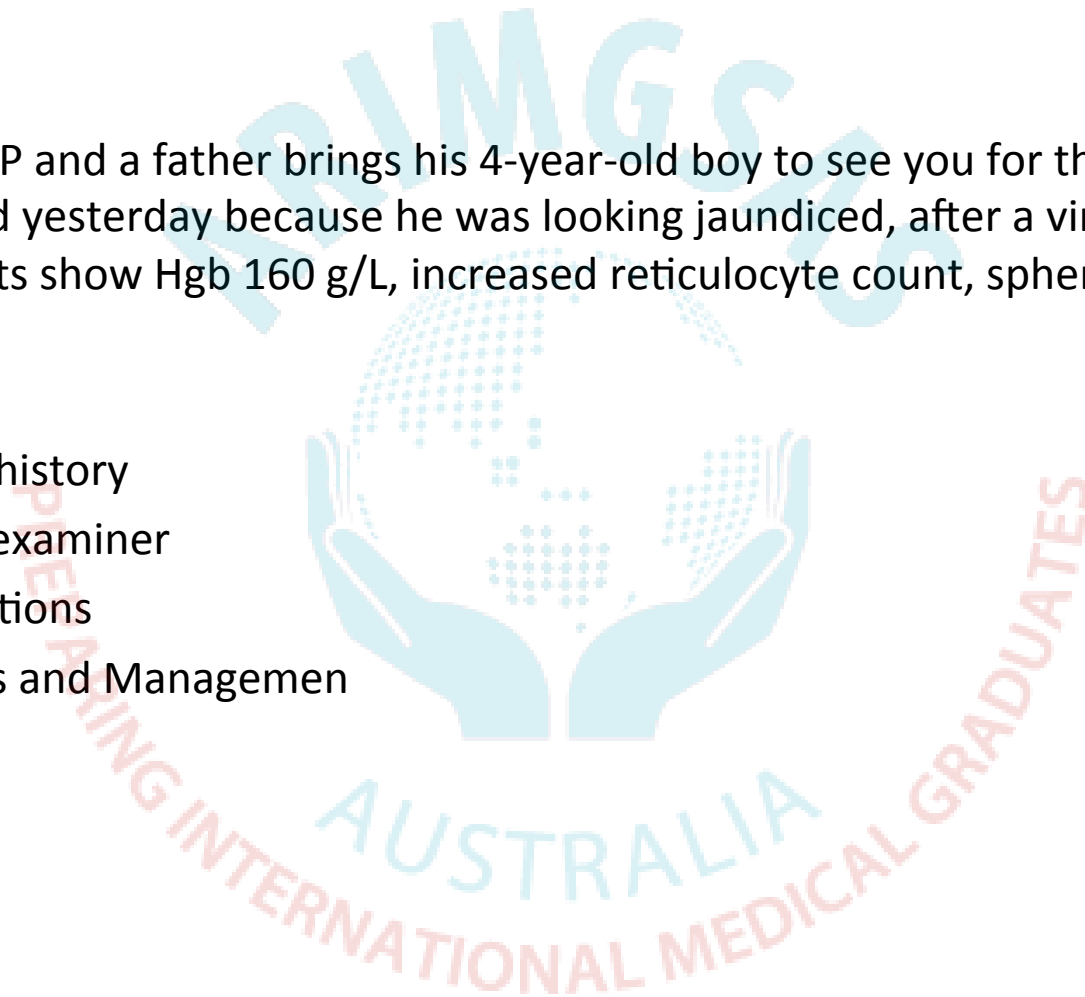 P and a father brings his 4-year-old boy to see you for th
d yesterday because he was looking jaundiced, after a vir
ts show Hgb 160 g/L, increased reticulocyte count, spher
history
examiner
tions
s and Managemen
ARIMGSAS
AUSTRALIA
PREPARING INTERNATIONAL MEDICAL GRADUATES